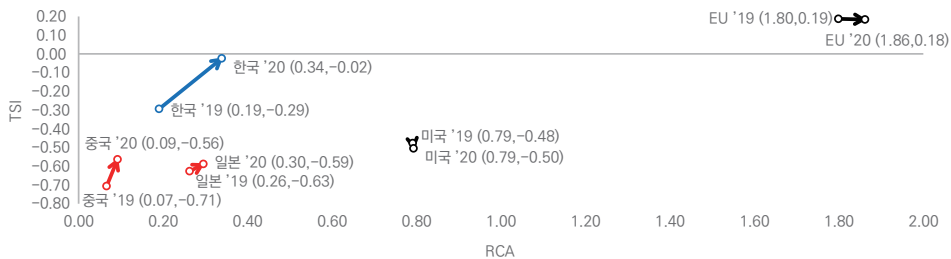 0.20
0.10
0.00
−0.10
−0.20
−0.30
−0.40
−0.50
−0.60
−0.70
−0.80
TSI
EU ’19 (1.80,0.19)
EU ’20 (1.86,0.18)
한국 ’20 (0.34,−0.02)
한국 ’19 (0.19,−0.29)
중국 ’20 (0.09,−0.56)
미국 ’19 (0.79,−0.48)
미국 ’20 (0.79,−0.50)
일본 ’20 (0.30,−0.59)
일본 ’19 (0.26,−0.63)
중국 ’19 (0.07,−0.71)
0.00 0.20 0.40 0.60 0.80 1.00 1.20 1.40 1.60 1.80 2.00
RCA